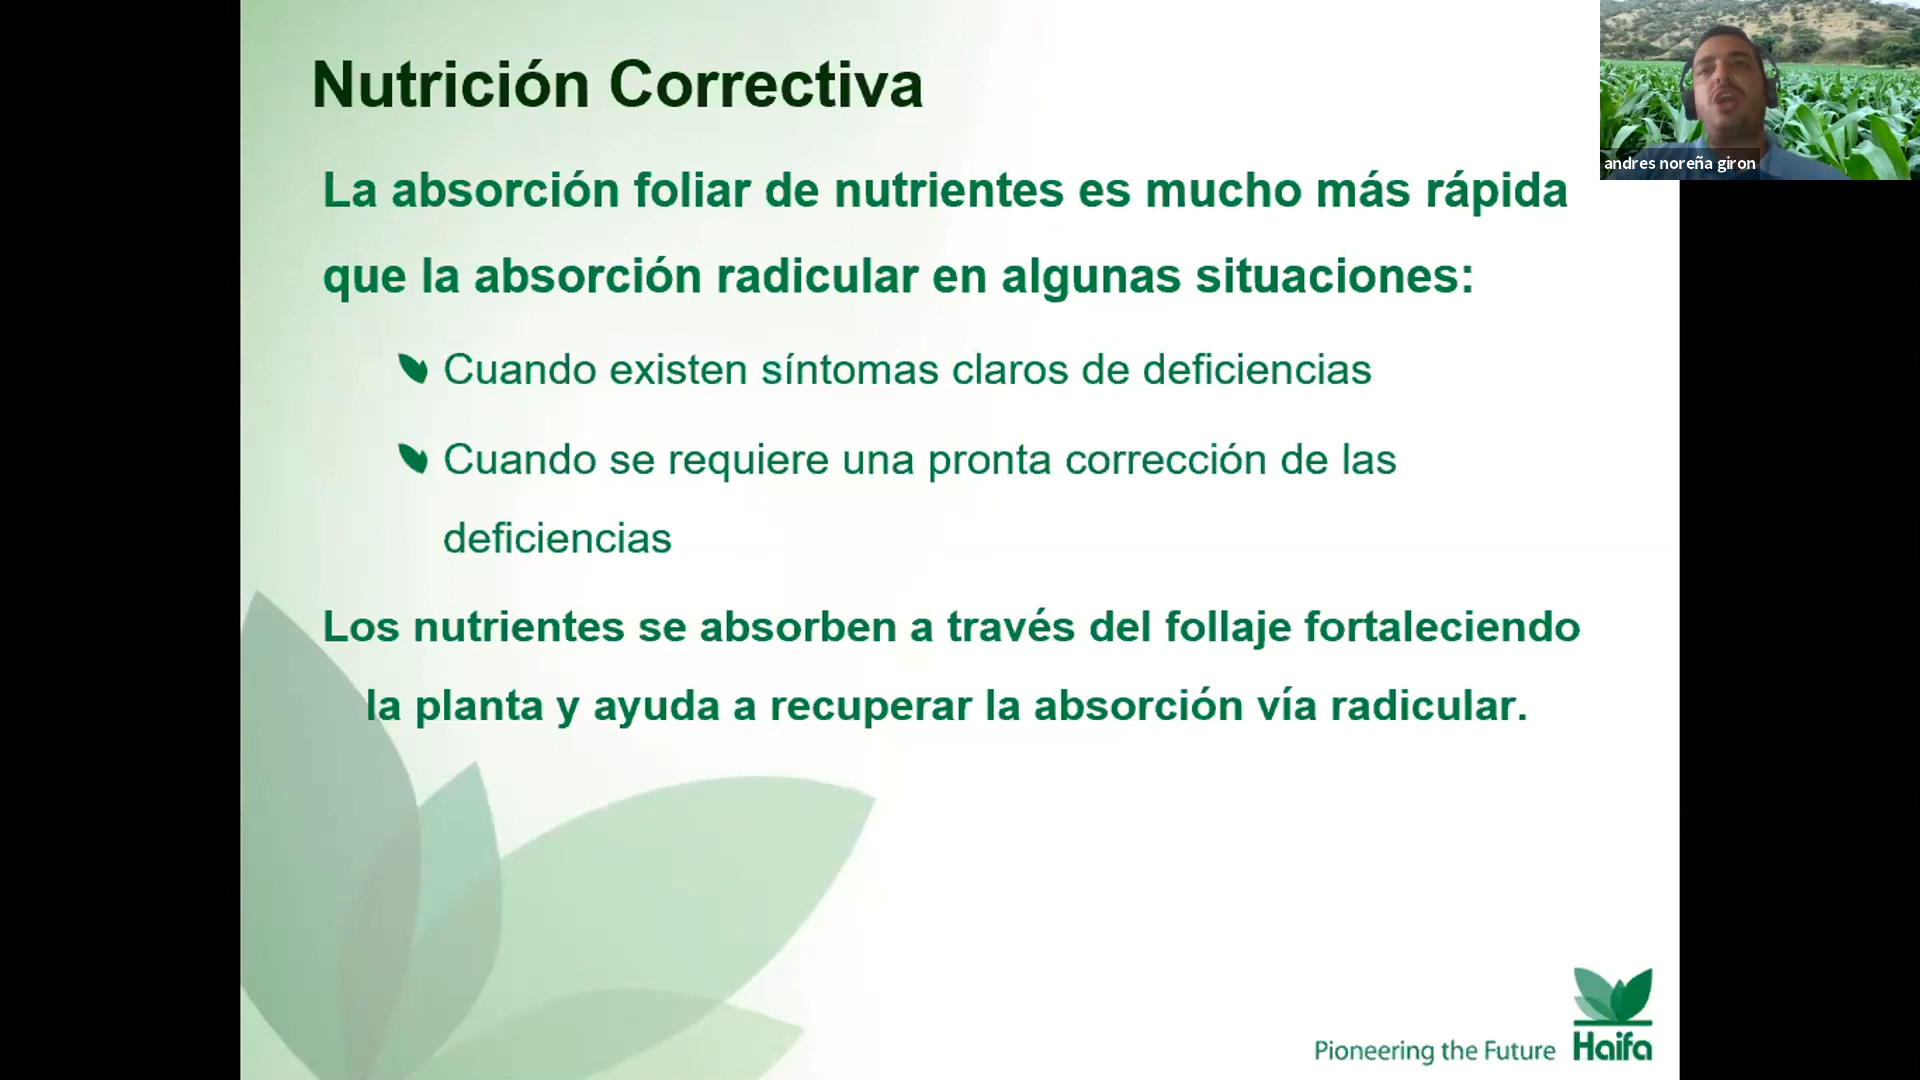 Nutrición Correctiva
andres noreña giron
La absorción foliar de nutrientes es mucho más rápida
que la absorción radicular en algunas situaciones:
Cuando existen síntomas claros de deficiencias
Cuando se requiere una pronta corrección de las
deficiencias
Los nutrientes se absorben a través del follaje fortaleciendo
la planta y ayuda a recuperar la absorción vía radicular.
Pioneering the Future
Haifa